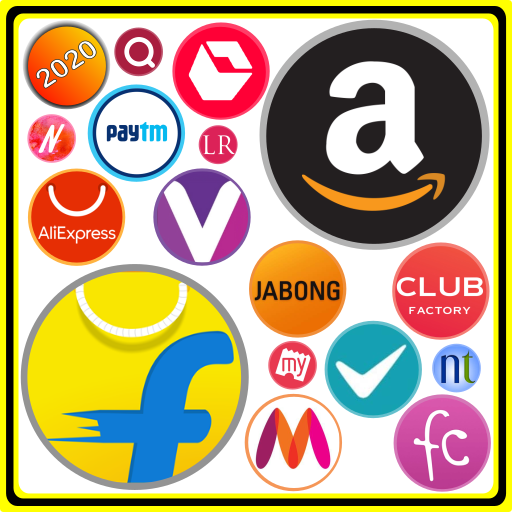 2020
Q
a
N
paytm
LR
AliExpress
V
JABONG
CLUB
FACTORY
my
nt
f
M
fc